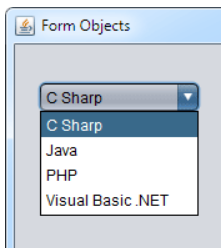 Form Objects
C Sharp
C Sharp
Java
PHP
Visual Basic .NET